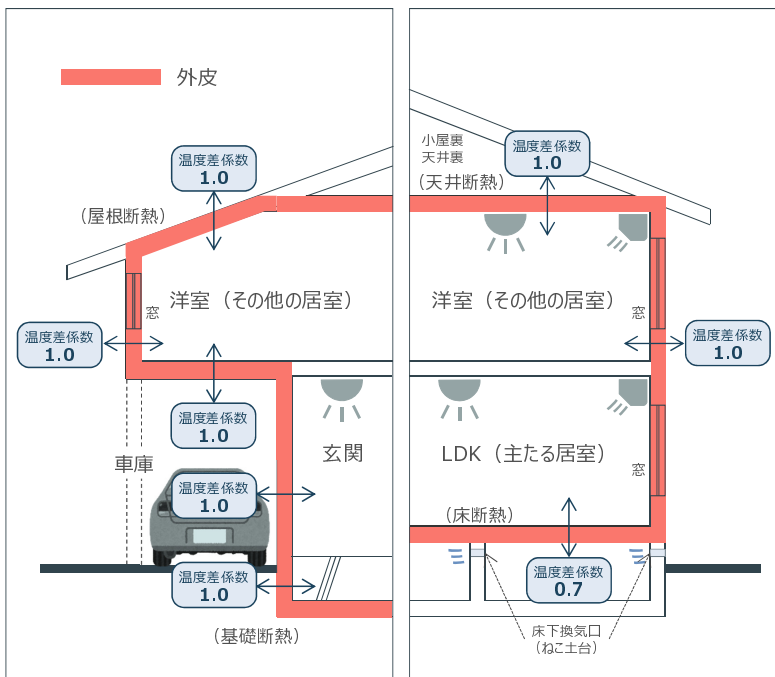 外皮
温度差係数
1.0
(屋根断熱)
窓
洋室（その他の居室）
温度差係数
1.0
温度差係数
1.0
車庫
玄関
温度差係数
1.0
温度差係数
1.0
(基礎断熱)
小屋裏
天井裏
温度差係数
1.0
(天井断熱)
洋室（その他の居室）
窓
温度差係数
1.0
LDK（主たる居室）
窓
(床断熱)
温度差係数
0.7
床下換気口
(ねこ土台)